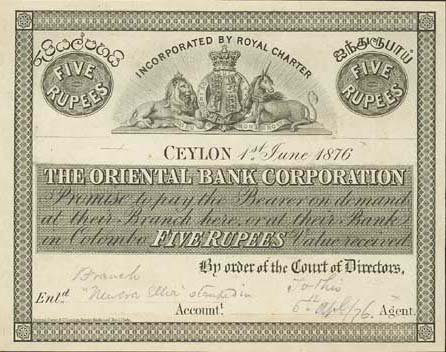 ஐந்துரூபாய்
INCORPORATED BY ROYAL CHARTER
FIVE RUPEES
FIVE RUPEES
CEYLON 1st June 1876
THE ORIENTAL BANK CORPORATION
Promise to pay the Bearer on demand
at their Branch here, or at their Bank
in Colombo FIVE RUPEES Value received
By order of the Court of Directors,
Branch
Entd. stamped in
Account. Agent.